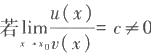 若 lim_{x→x₀} u(x)/v(x) = c ≠ 0